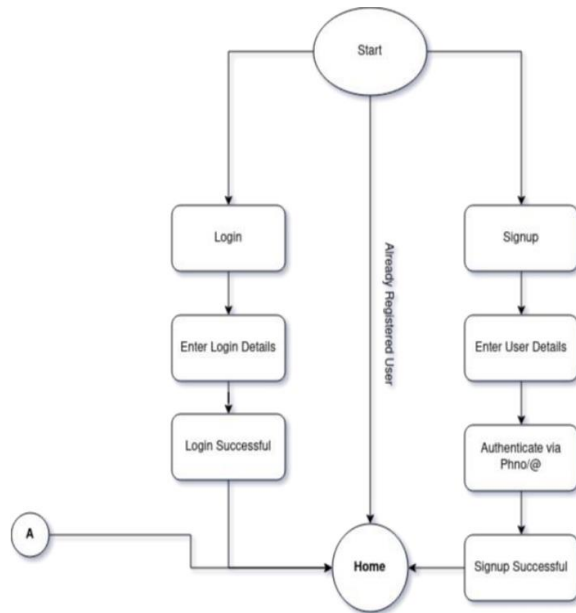 Start
Login
Already Registered User
Signup
Enter Login Details
Enter User Details
Login Successful
Authenticate via
Phno/@
A
Home
Signup Successful